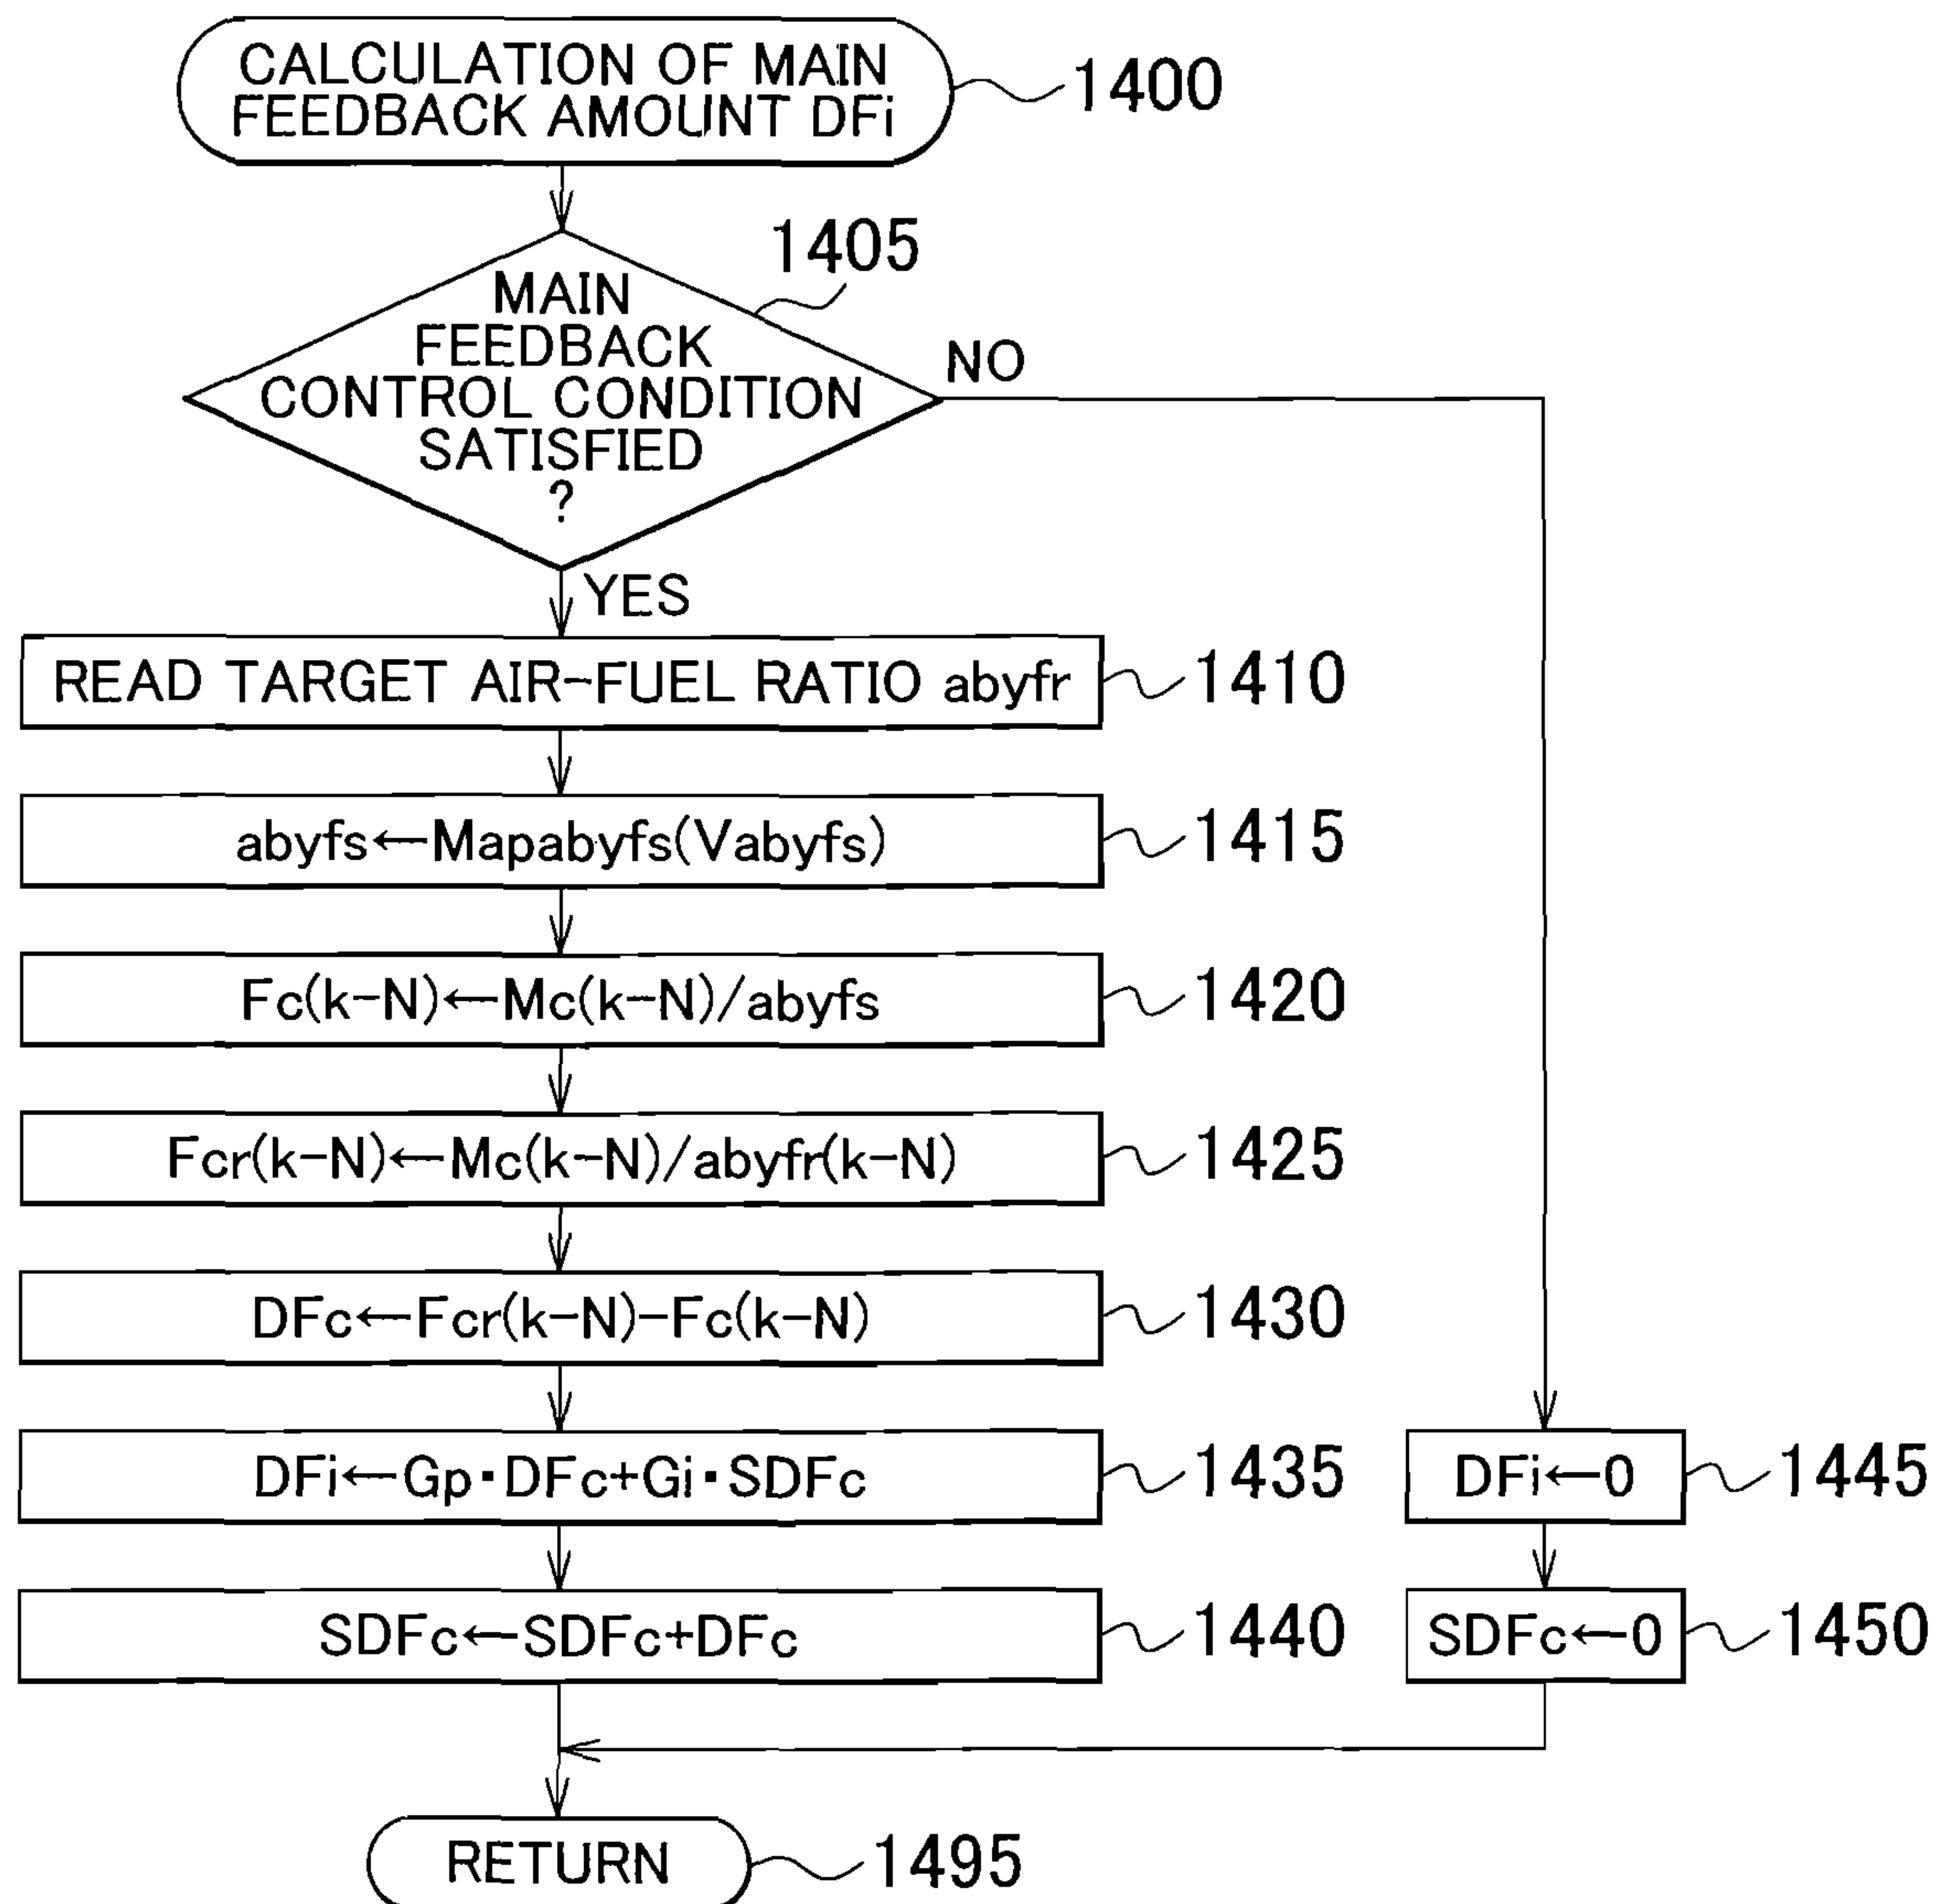 CALCULATION OF MAIN
FEEDBACK AMOUNT DFi
1400
1405
MAIN
FEEDBACK
CONTROL CONDITION
SATISFIED
?
NO
YES
READ TARGET AIR-FUEL RATIO abyfr
1410
abyfs←Mapabyfs(Vabyfs)
1415
Fc(k-N)←Mc(k-N)/abyfs
1420
Fcr(k-N)←Mc(k-N)/abyfr(k-N)
1425
DFc←Fcr(k-N)-Fc(k-N)
1430
DFi←Gp·DFc+Gi·SDFc
1435
DFi←0
1445
SDFc←SDFc+DFc
1440
SDFc←0
1450
RETURN
1495